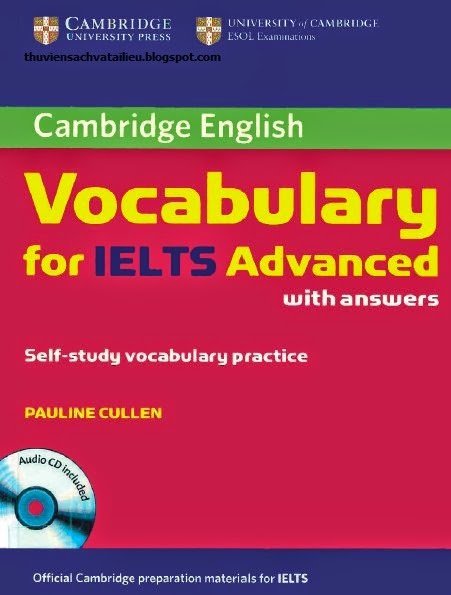 CAMBRIDGE
UNIVERSITY PRESS
UNIVERSITY of CAMBRIDGE
ESOL Examinations
thuviensachvatailieu.blogspot.com
Cambridge English
Vocabulary
for IELTS Advanced
with answers
Self-study vocabulary practice
PAULINE CULLEN
Audio CD included
Official Cambridge preparation materials for IELTS